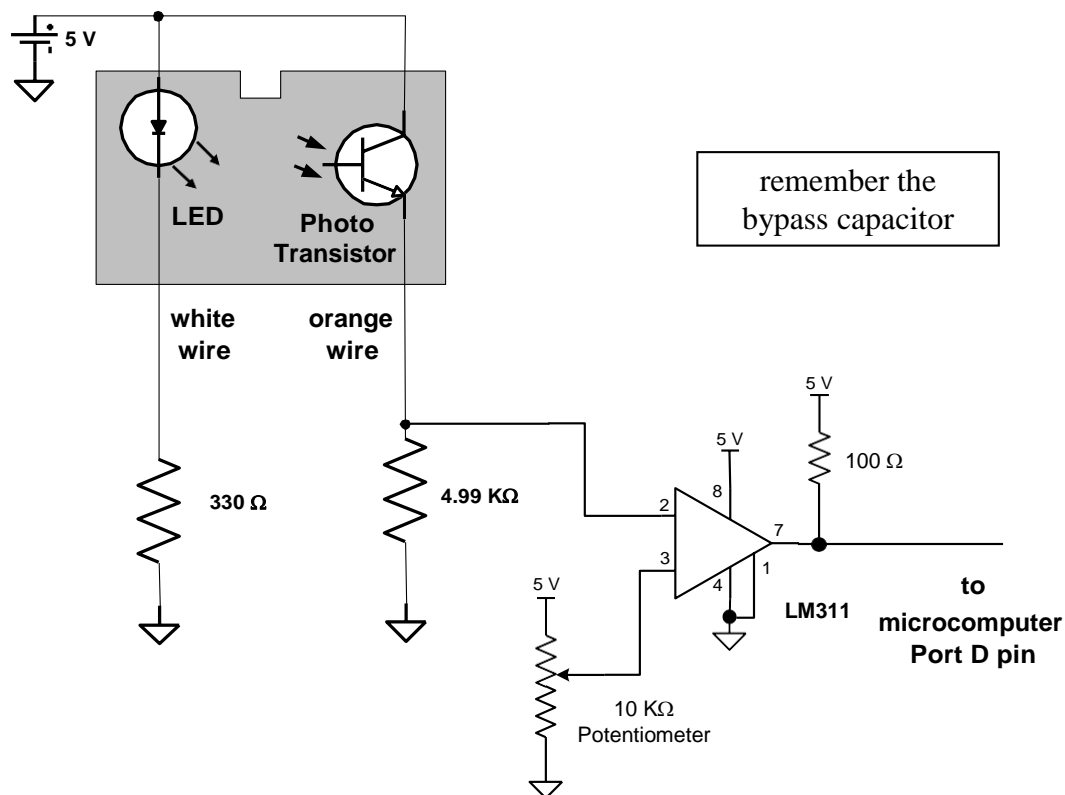 5 V
LED
Photo
Transistor
remember the
bypass capacitor
white
wire
orange
wire
330 Ω
4.99 KΩ
5 V
100 Ω
5 V
8
2
7
3
1
4
LM311
5 V
10 KΩ
Potentiometer
to
microcomputer
Port D pin